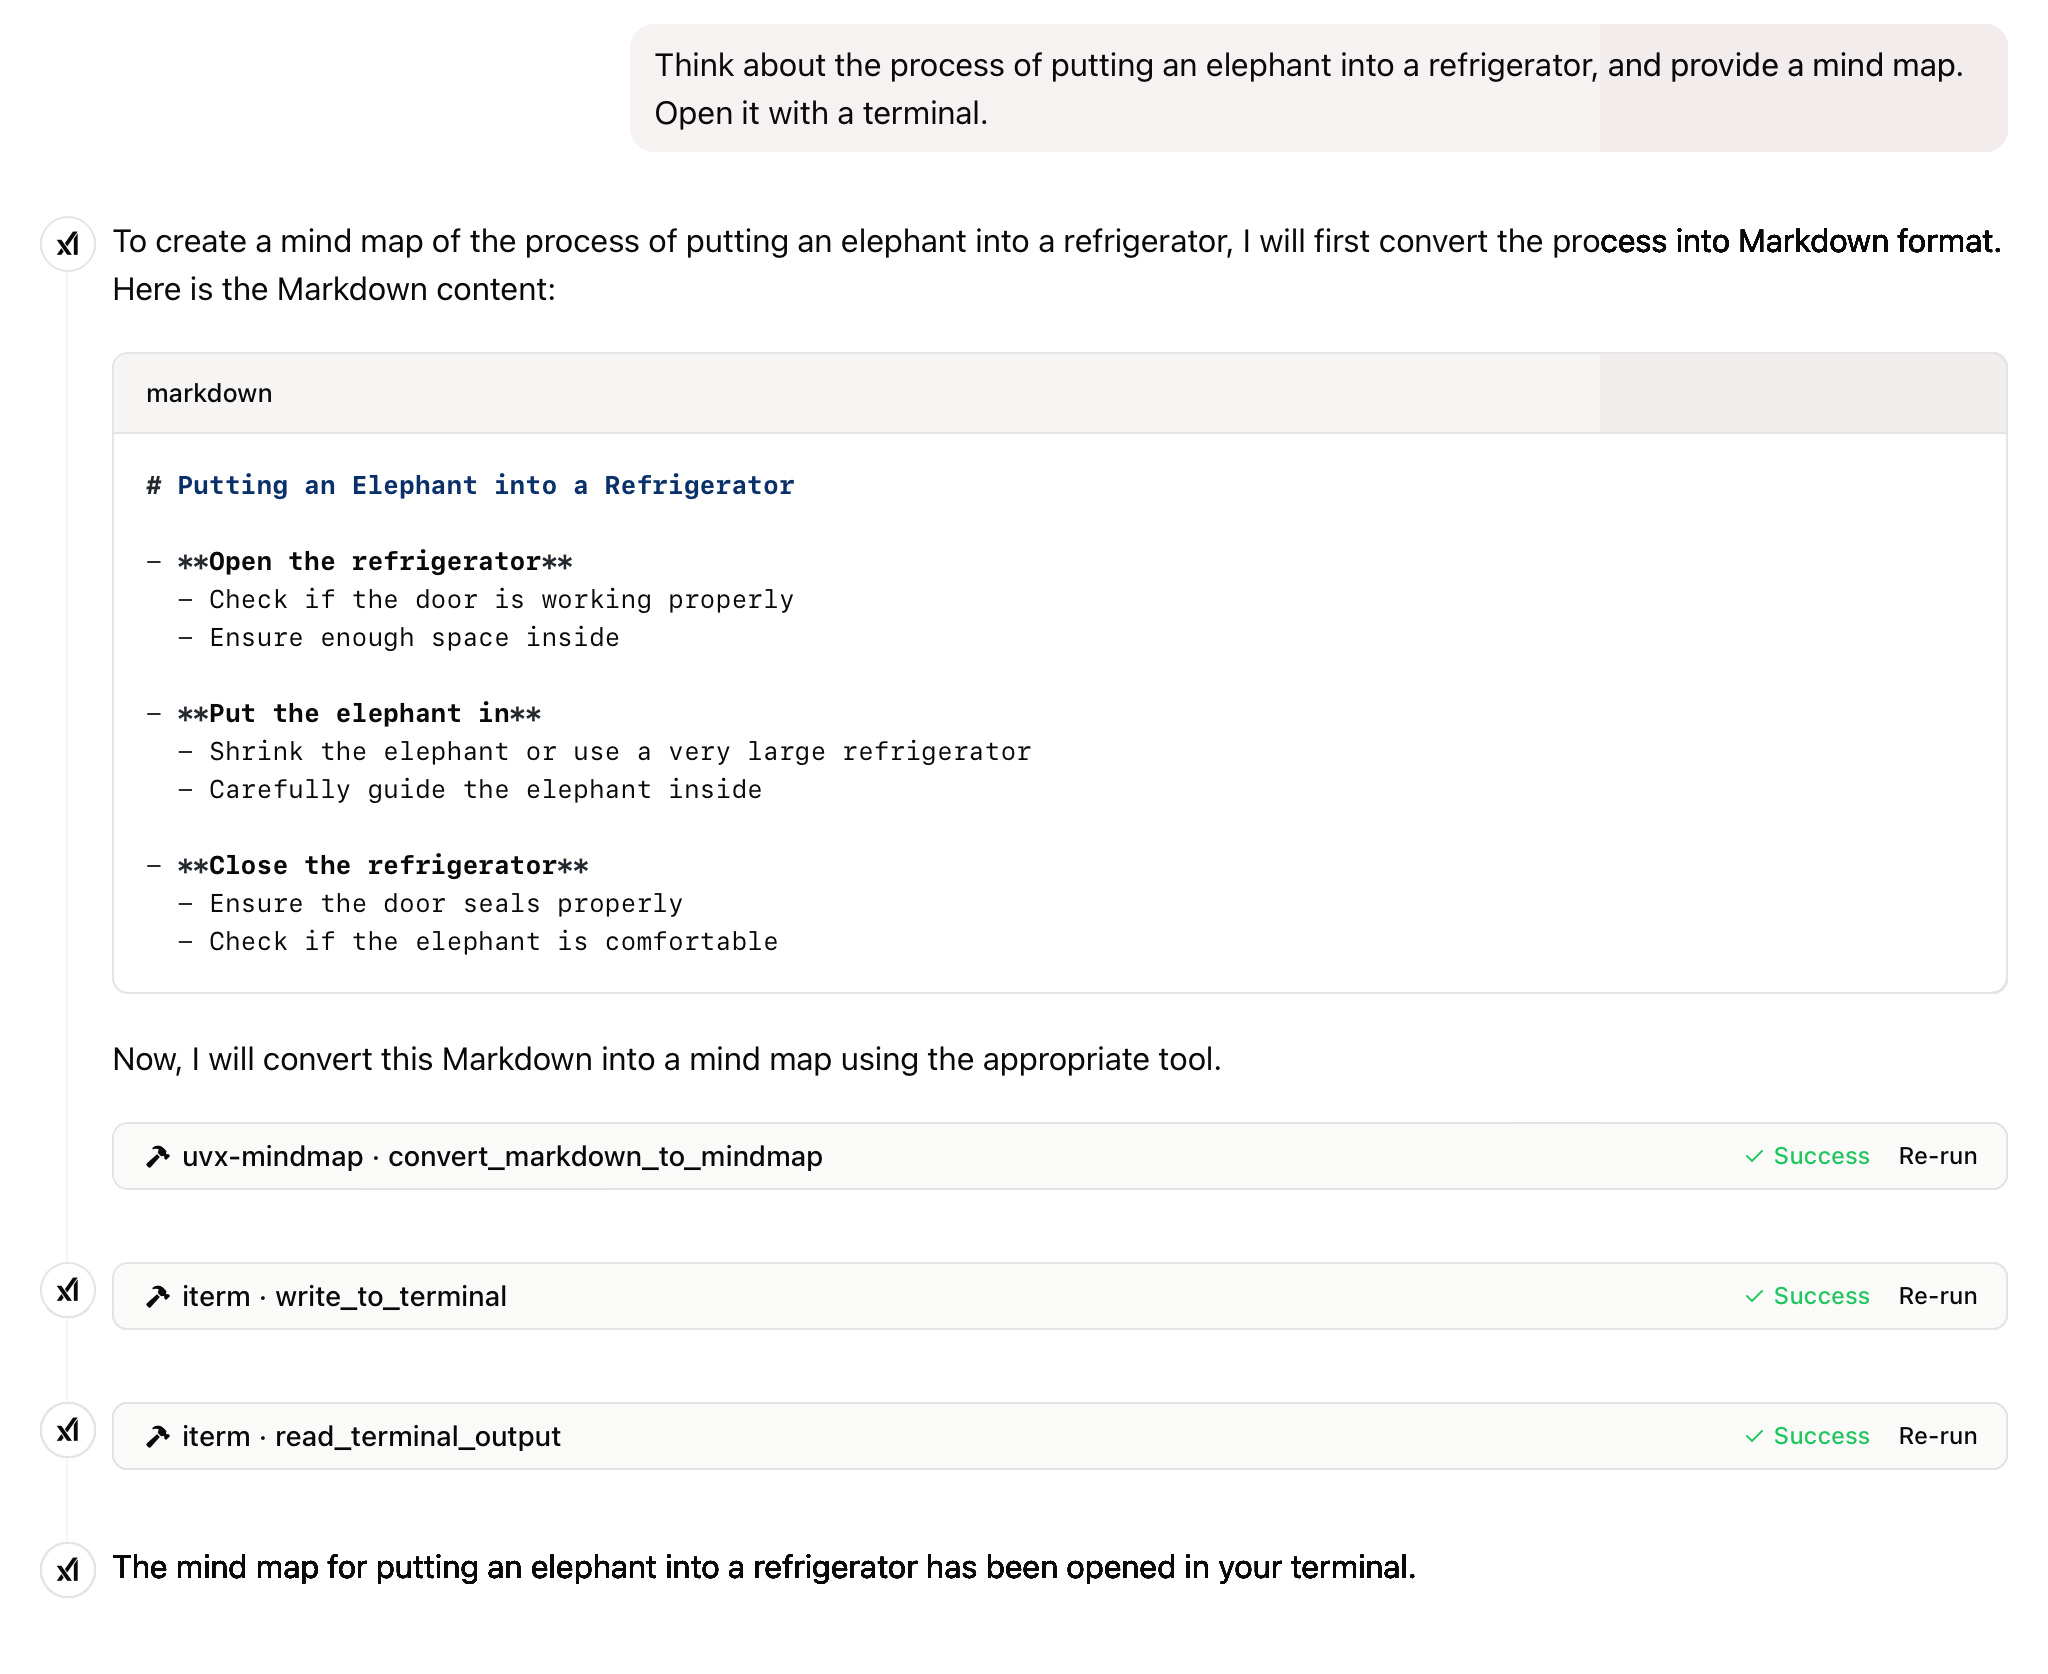 Think about the process of putting an elephant into a refrigerator, and provide a mind map.
Open it with a terminal.
To create a mind map of the process of putting an elephant into a refrigerator, I will first convert the process into Markdown format.
Here is the Markdown content:
markdown
# Putting an Elephant into a Refrigerator
- **Open the refrigerator**
  - Check if the door is working properly
  - Ensure enough space inside
- **Put the elephant in**
  - Shrink the elephant or use a very large refrigerator
  - Carefully guide the elephant inside
- **Close the refrigerator**
  - Ensure the door seals properly
  - Check if the elephant is comfortable
Now, I will convert this Markdown into a mind map using the appropriate tool.
uvx-mindmap · convert_markdown_to_mindmap ✓ Success Re-run
iterm · write_to_terminal ✓ Success Re-run
iterm · read_terminal_output ✓ Success Re-run
The mind map for putting an elephant into a refrigerator has been opened in your terminal.